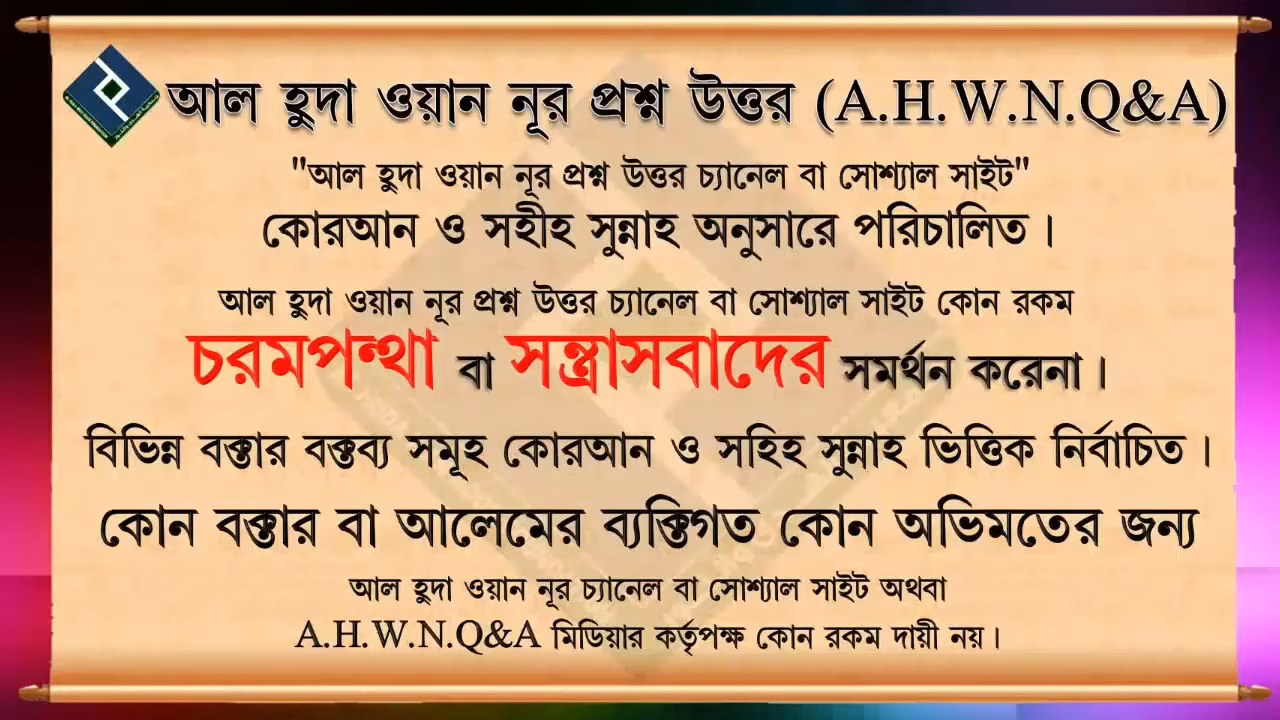 আল হুদা ওয়ান নূর প্রশ্ন উত্তর (A.H.W.N.Q&A)
"আল হুদা ওয়ান নূর প্রশ্ন উত্তর চ্যানেল বা সোশ্যাল সাইট"
কোরআন ও সহীহ সুন্নাহ অনুসারে পরিচালিত।
আল হুদা ওয়ান নূর প্রশ্ন উত্তর চ্যানেল বা সোশ্যাল সাইট কোন রকম
চরমপন্থা বা সন্ত্রাসবাদের সমর্থন করেনা।
বিভিন্ন বক্তার বক্তব্য সমূহ কোরআন ও সহিহ সুন্নাহ ভিত্তিক নির্বাচিত।
কোন বক্তার বা আলেমের ব্যক্তিগত কোন অভিমতের জন্য
আল হুদা ওয়ান নূর চ্যানেল বা সোশ্যাল সাইট অথবা
A.H.W.N.Q&A মিডিয়ার কর্তৃপক্ষ কোন রকম দায়ী নয়।